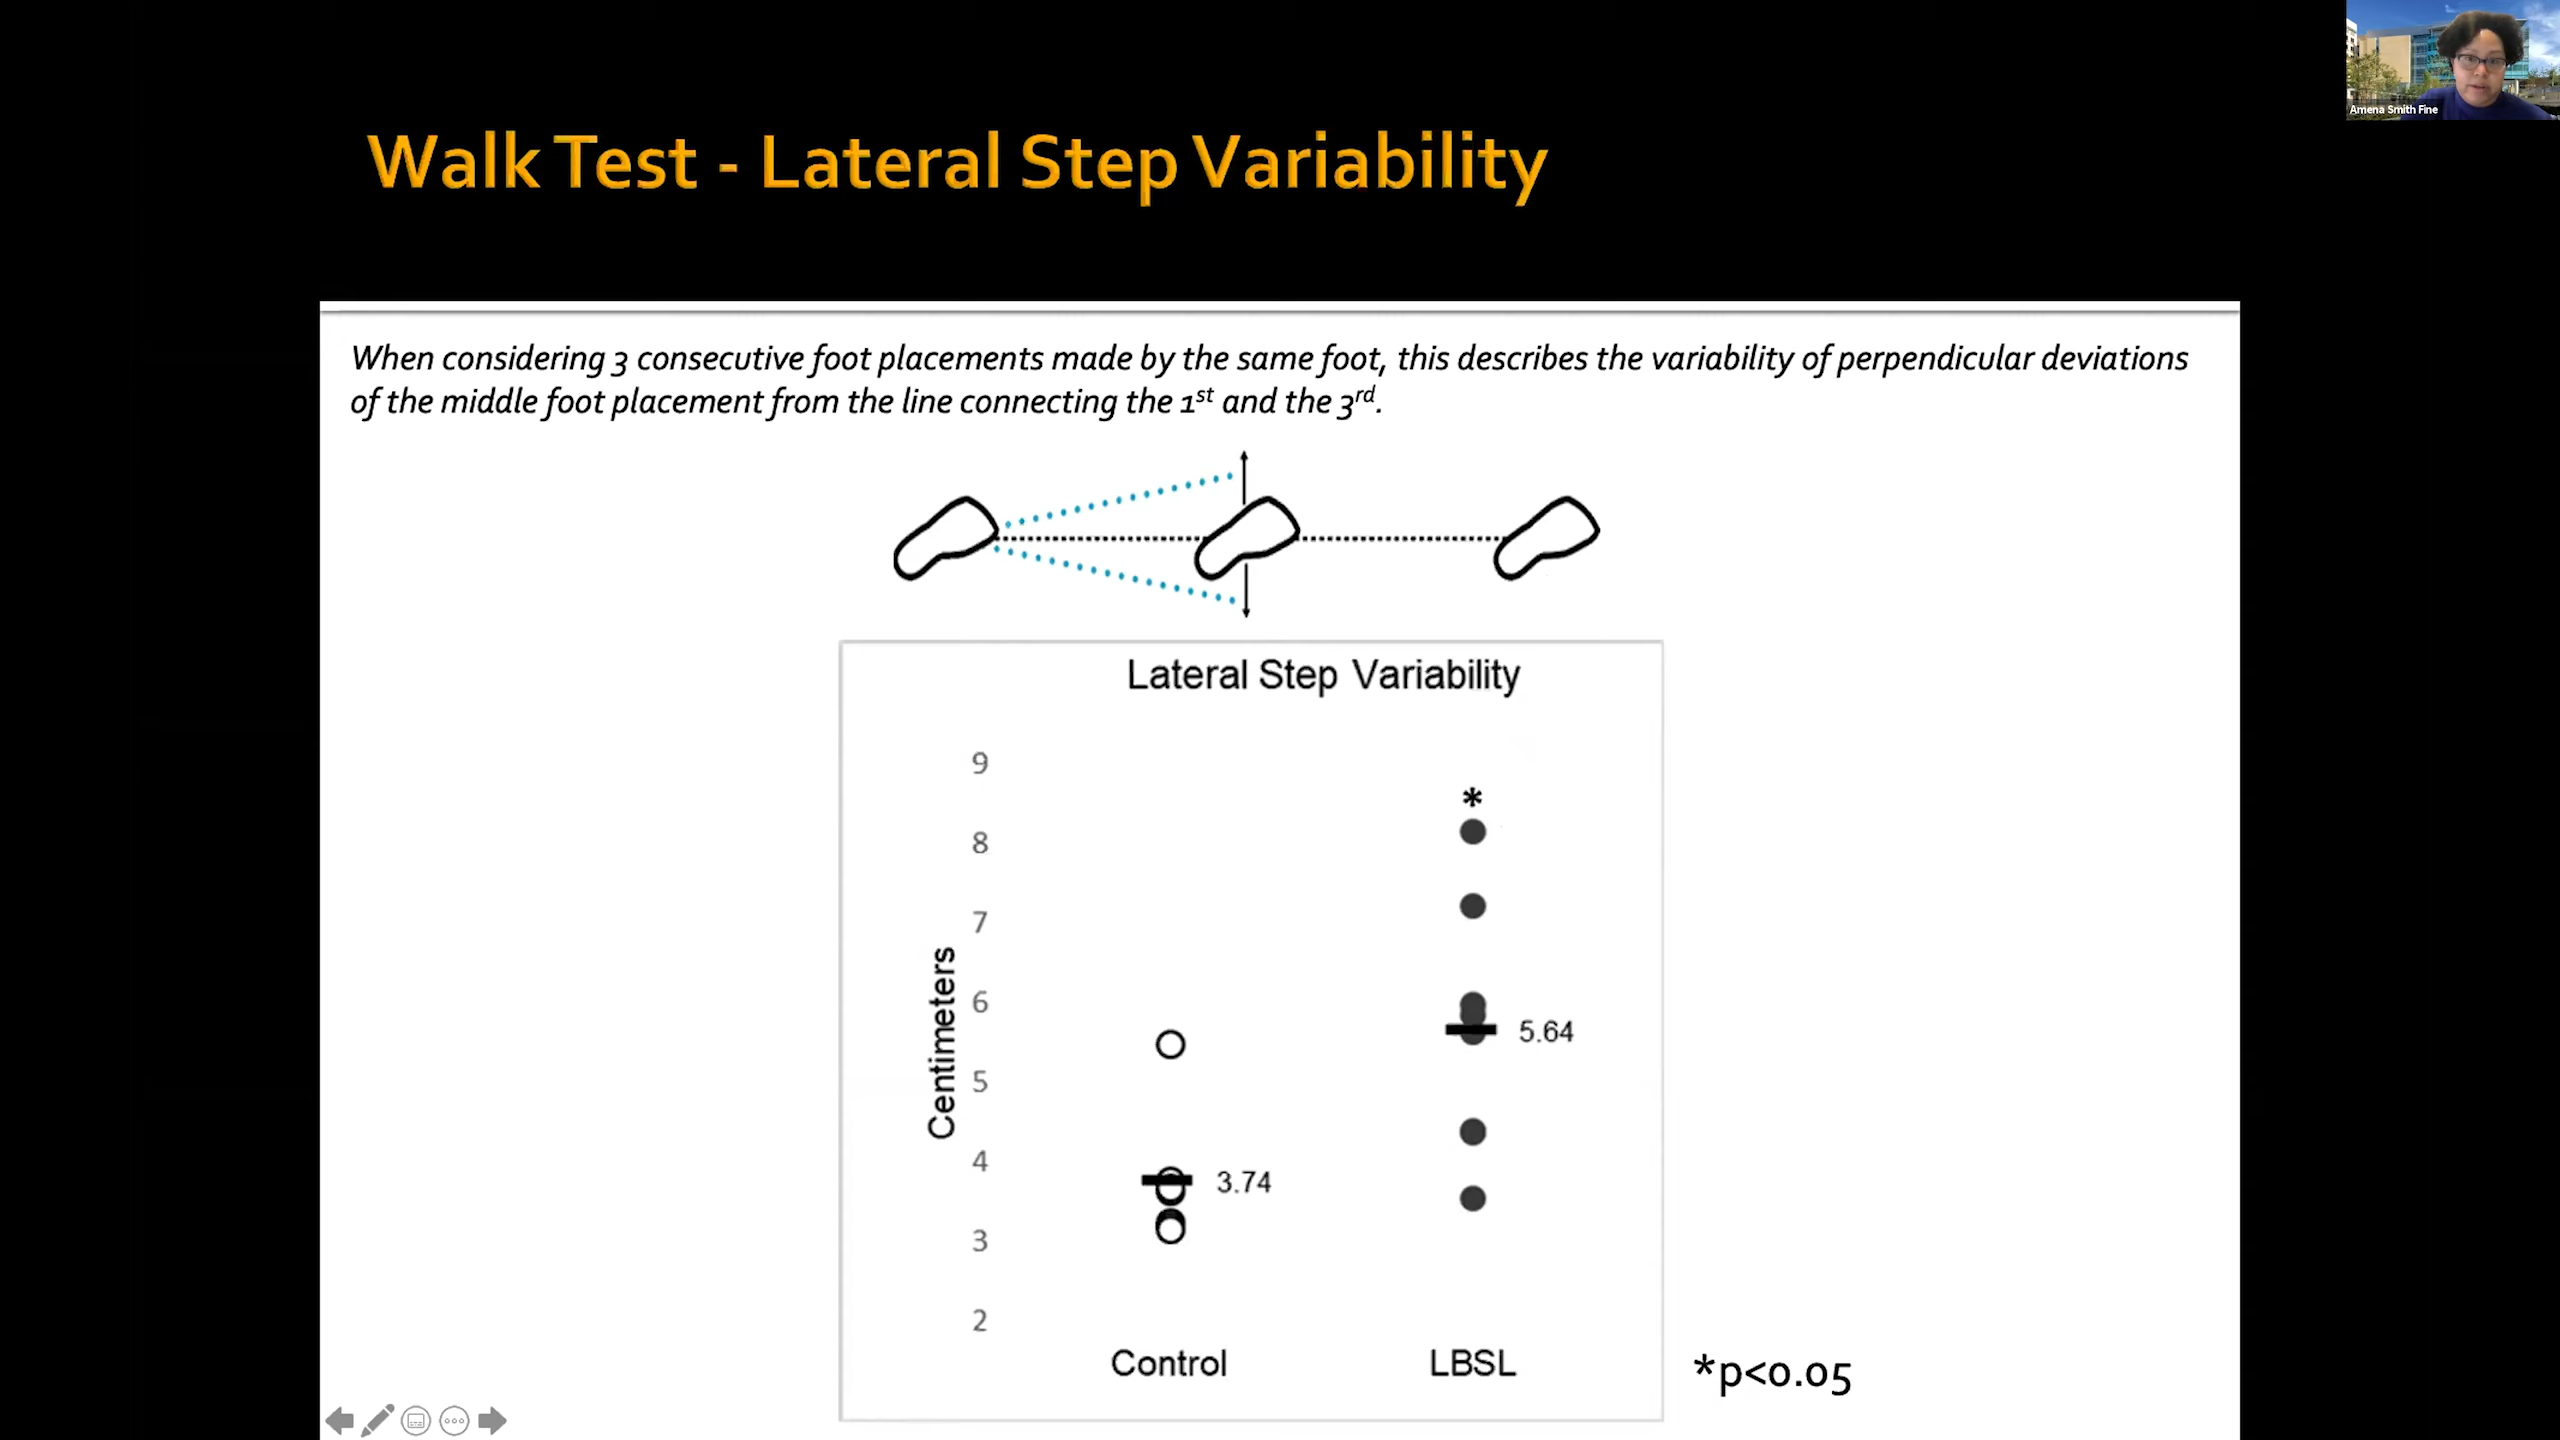 Amena Smith Fine
Walk Test - Lateral Step Variability
When considering 3 consecutive foot placements made by the same foot, this describes the variability of perpendicular deviations
of the middle foot placement from the line connecting the 1st and the 3rd.
Lateral Step Variability
9
*
8
7
Centimeters
6
5.64
5
4
3.74
3
2
Control
LBSL
*p<0.05